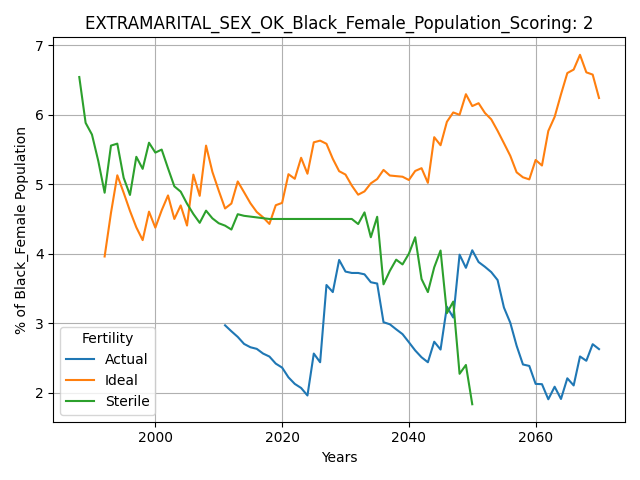 EXTRAMARITAL_SEX_OK_Black_Female_Population_Scoring: 2
% of Black_Female Population
7
6
5
4
3
2
Fertility
Actual
Ideal
Sterile
2000 2020 2040 2060
Years